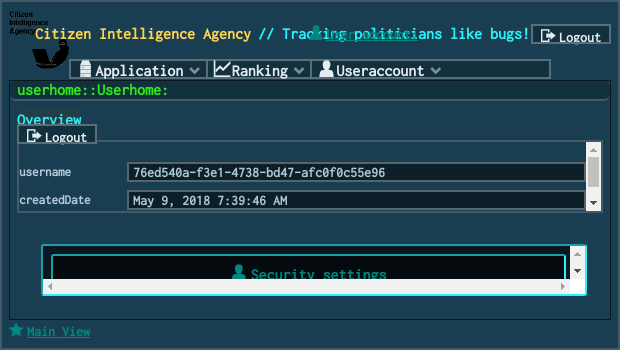 Citizen
Intelligence
Agency
Citizen Intelligence Agency // Tracking politicians like bugs!
Logout
Application
Ranking
Useraccount
userhome::Userhome:
Overview
Logout
username
76ed540a-f3e1-4738-bd47-afc0f0c55e96
createdDate
May 9, 2018 7:39:46 AM
Security settings
Main View